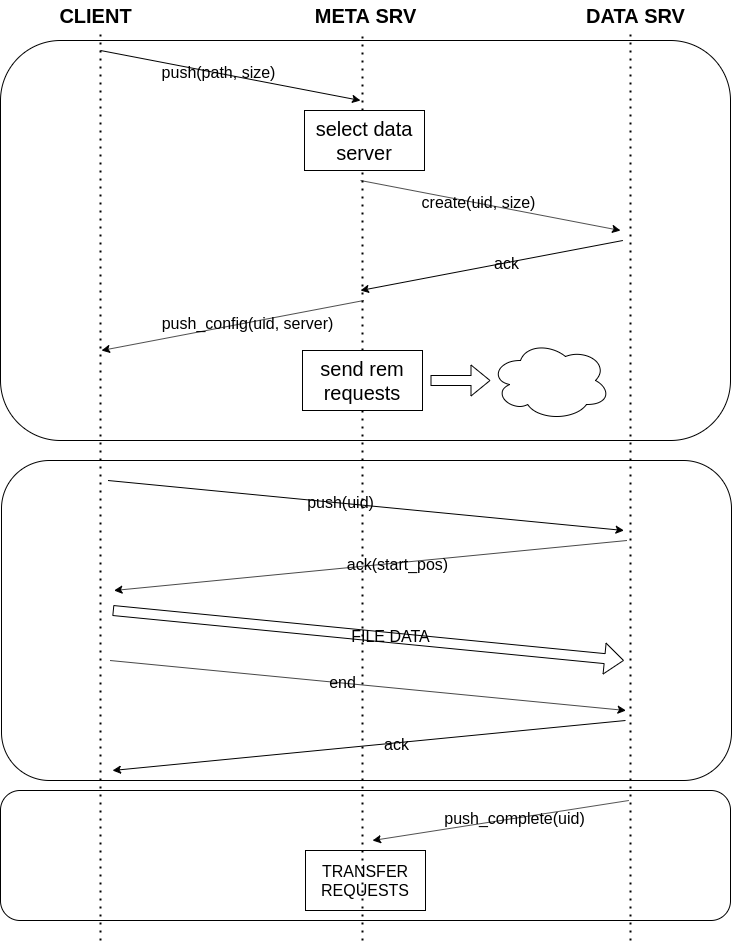 CLIENT
META SRV
DATA SRV
push(path, size)
select data
server
create(uid, size)
ack
push_config(uid, server)
send rem
requests
push(uid)
ack(start_pos)
FILE DATA
end
ack
push_complete(uid)
TRANSFER
REQUESTS